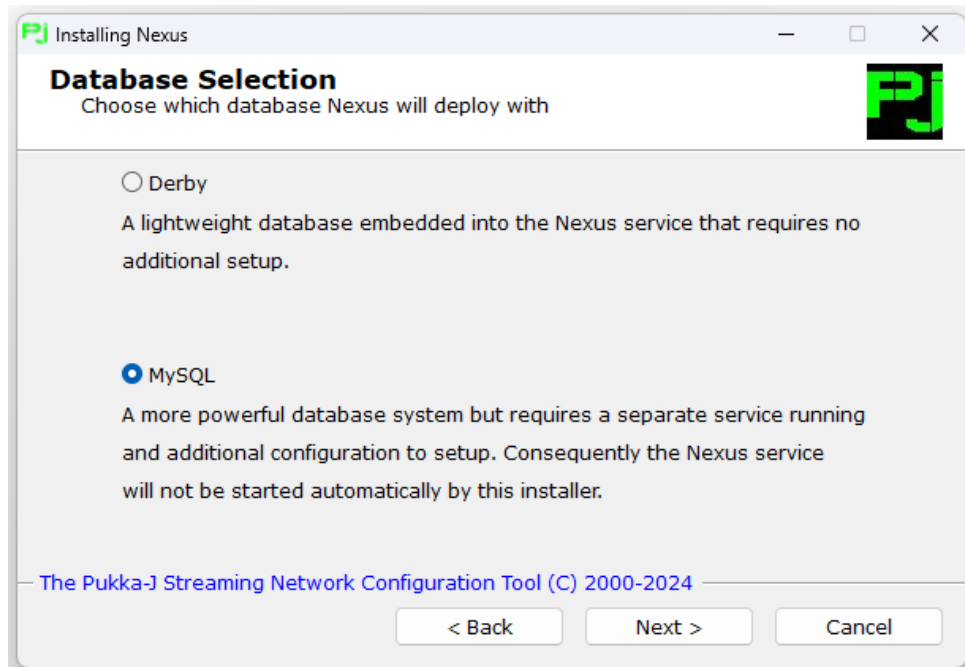 Pj Installing Nexus
Database Selection
Choose which database Nexus will deploy with
Pj
Derby
A lightweight database embedded into the Nexus service that requires no
additional setup.
MySQL
A more powerful database system but requires a separate service running
and additional configuration to setup. Consequently the Nexus service
will not be started automatically by this installer.
The Pukka-J Streaming Network Configuration Tool (C) 2000-2024
< Back Next > Cancel